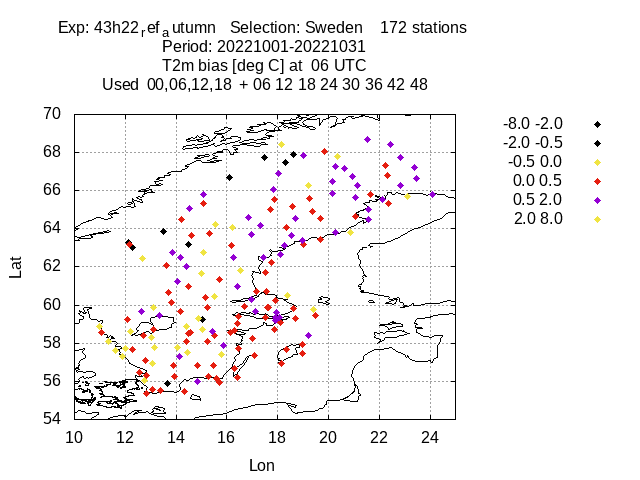 Exp: 43h22ref a utumn Selection: Sweden 172 stations
Period: 20221001-20221031
T2m bias [deg C] at 06 UTC
Used 00,06,12,18 + 06 12 18 24 30 36 42 48
70
68
66
64
62
60
58
56
54
Lat
10 12 14 16 18 20 22 24
Lon
-8.0 -2.0
-2.0 -0.5
-0.5 0.0
0.0 0.5
0.5 2.0
2.0 8.0